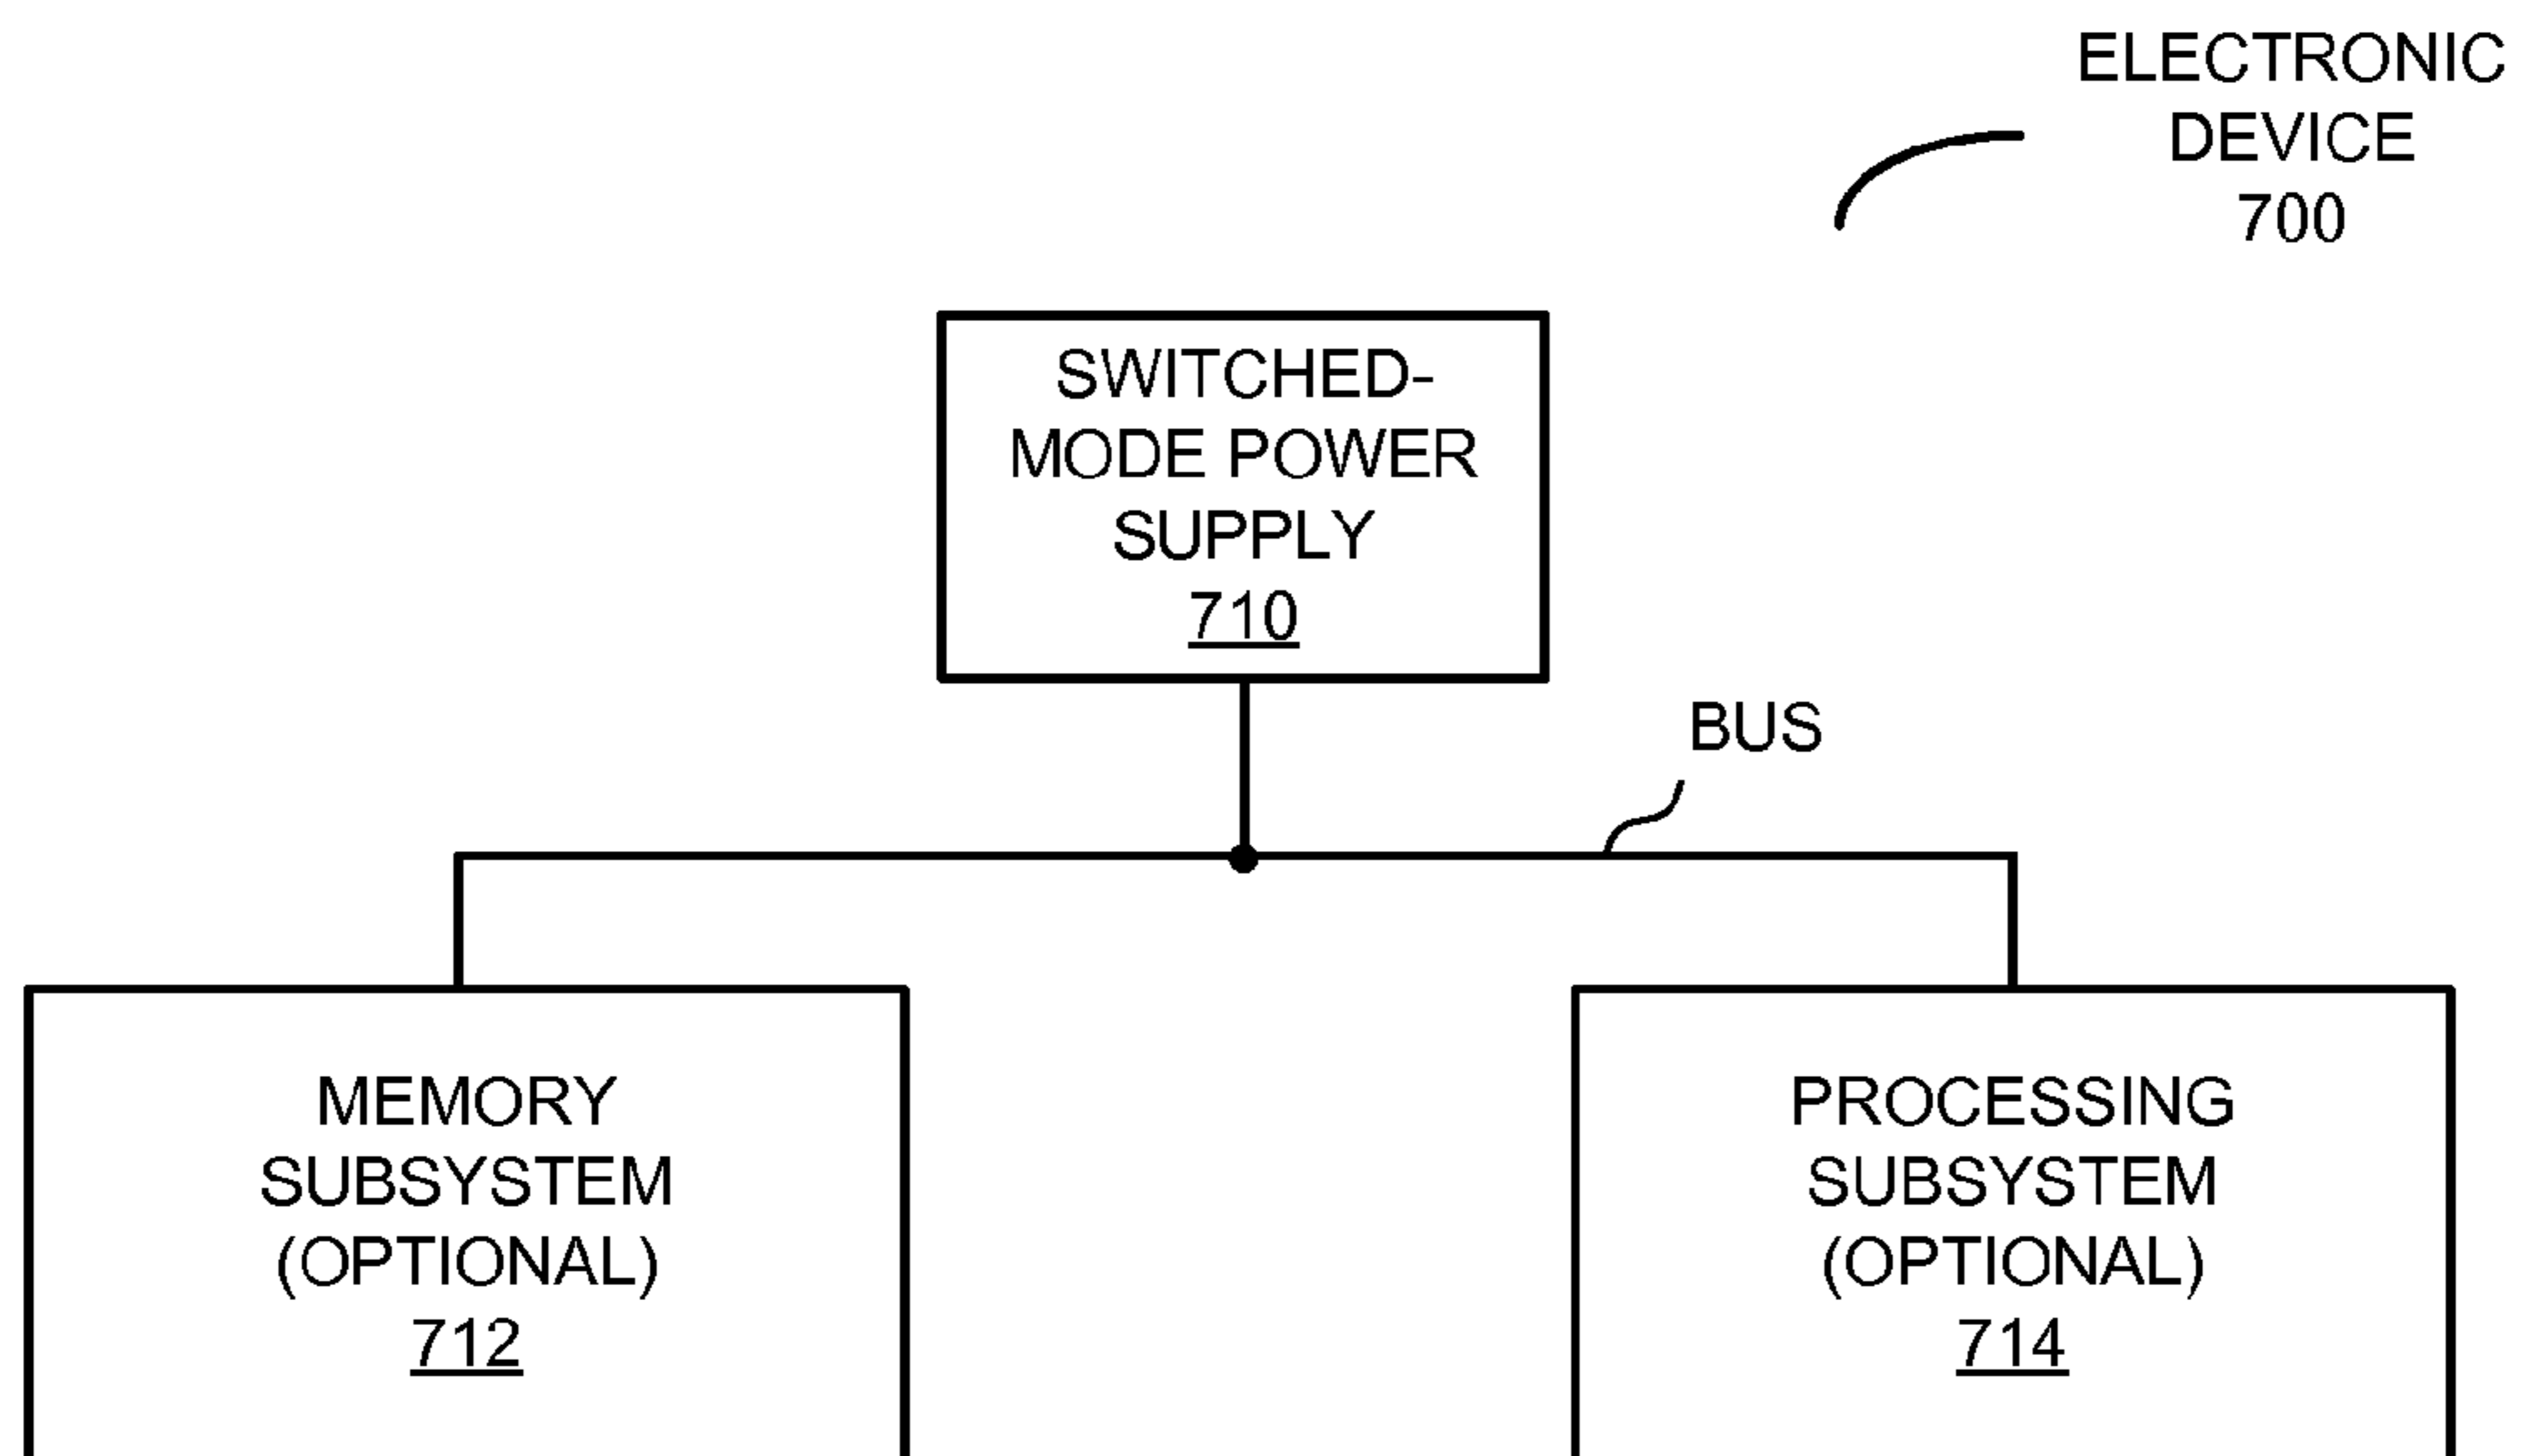 ELECTRONIC
DEVICE
700
SWITCHED-
MODE POWER
SUPPLY
710
BUS
MEMORY
SUBSYSTEM
(OPTIONAL)
712
PROCESSING
SUBSYSTEM
(OPTIONAL)
714